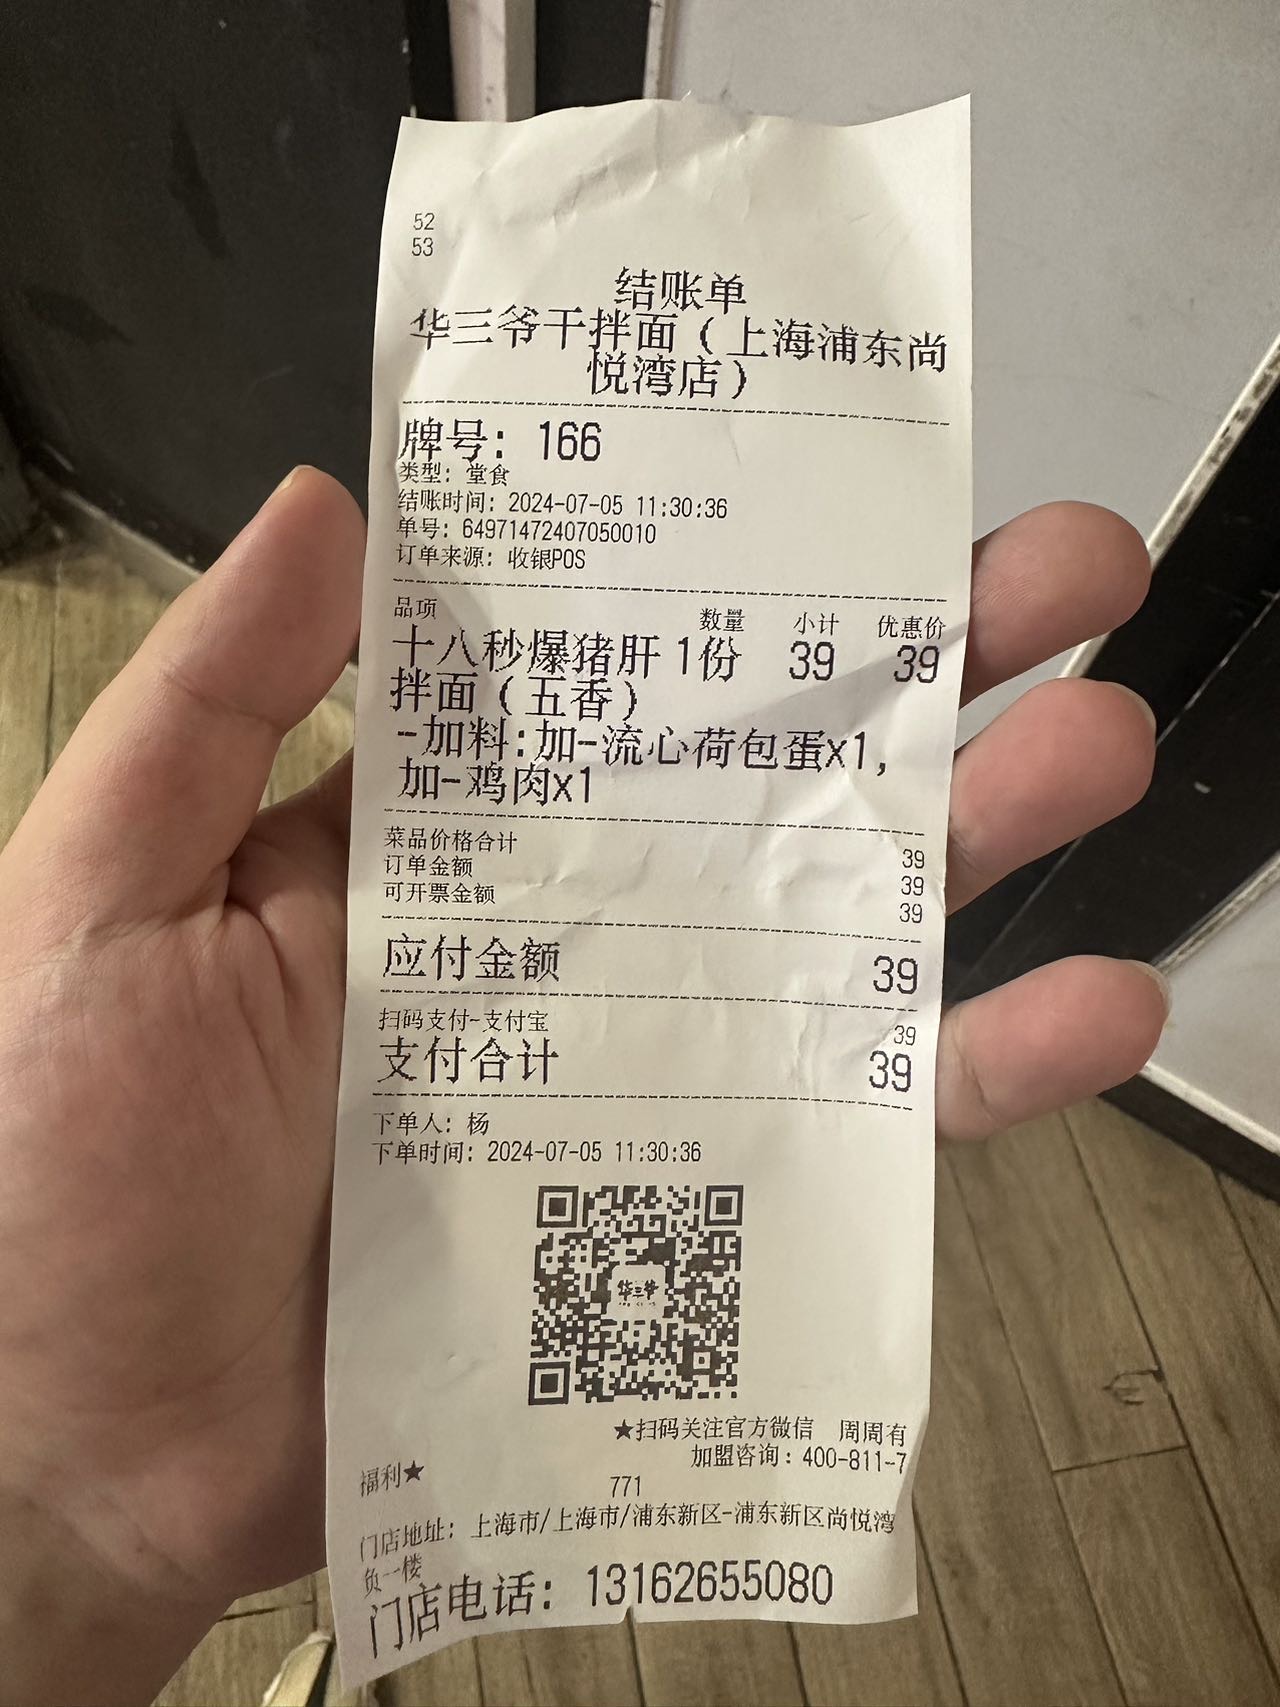 52
53
结账单
华三爷干拌面（上海浦东尚
悦湾店）
牌号：166
类型：堂食
结账时间：2024-07-05 11:30:36
单号：64971472407050010
订单来源：收银POS
品项 数量 小计 优惠价
十八秒爆猪肝 1份 39 39
拌面（五香）
-加料:加-流心荷包蛋x1,
加-鸡肉x1
菜品价格合计 39
订单金额 39
可开票金额 39
应付金额 39
扫码支付-支付宝 39
支付合计 39
下单人：杨
下单时间：2024-07-05 11:30:36
华三爷
★扫码关注官方微信 周周有
福利★ 加盟咨询：400-811-7
771
门店地址：上海市/上海市/浦东新区-浦东新区尚悦湾
负一楼
门店电话：13162655080